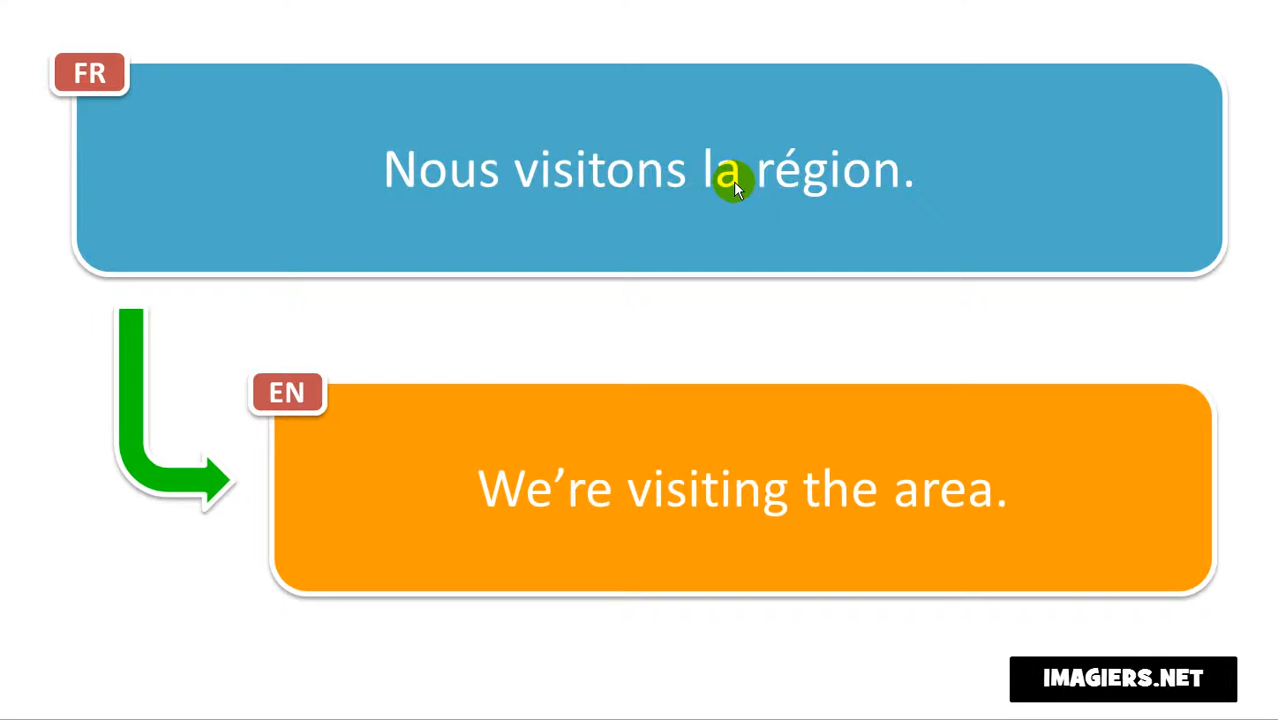 FR
Nous visitons la région.
EN
We’re visiting the area.
IMAGIERS.NET